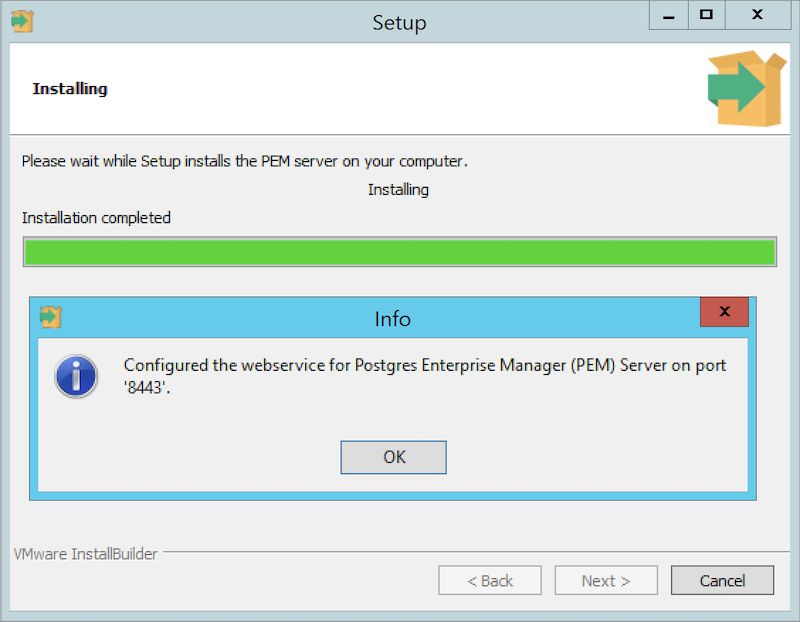 Setup
Installing
Please wait while Setup installs the PEM server on your computer.
Installing
Installation completed
Info
Configured the webservice for Postgres Enterprise Manager (PEM) Server on port
'8443'.
OK
VMware InstallBuilder
< Back
Next >
Cancel